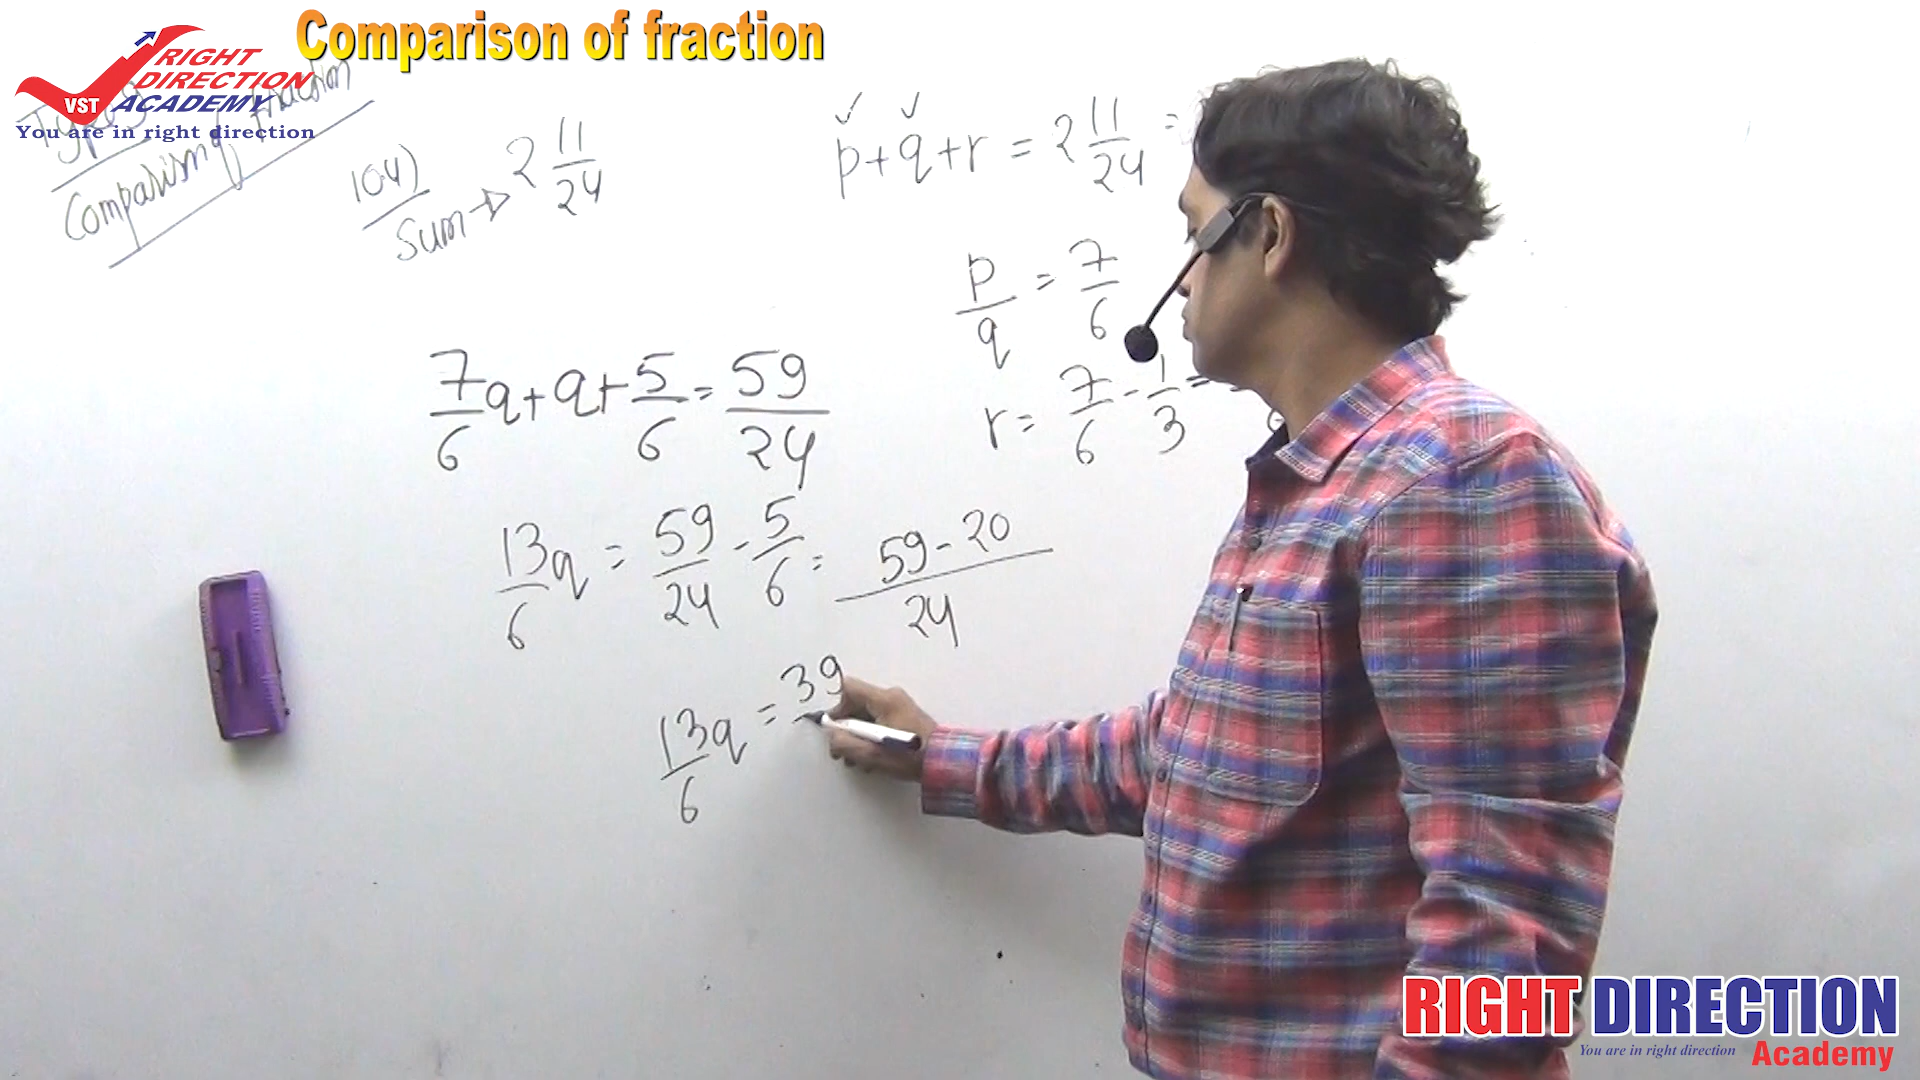 Comparison of fraction
RIGHT
DIRECTION
VST ACADEMY
You are in right direction
Comparison of Fraction
104)
Sum → 2 11/24
p + q + r = 2 11/24 =
p/q = 7/6
r = 7/6 - 1/3 =
7/6 q + q + 5/6 = 59/24
13/6 q = 59/24 - 5/6 = 59 - 20/24
13/6 q = 39
RIGHT DIRECTION
You are in right direction Academy